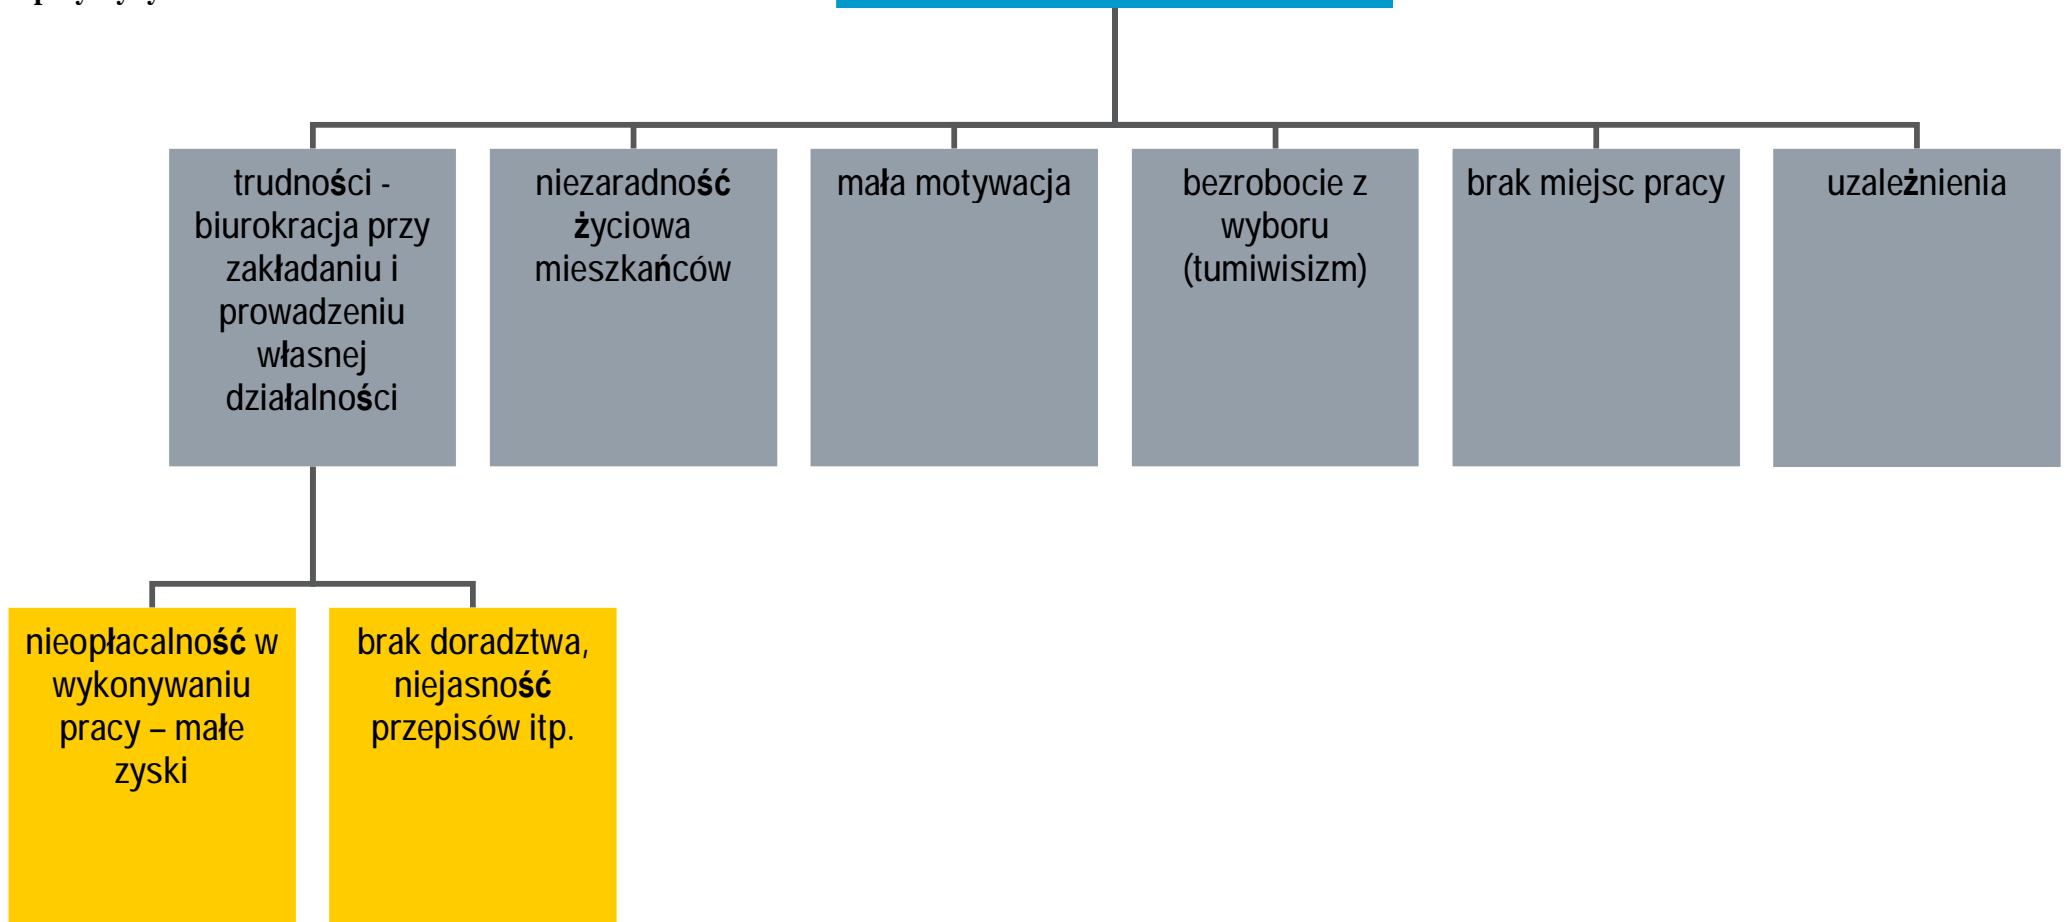 trudności -
biurokracja przy
zakładaniu i
prowadzeniu
własnej
działalności
niezaradność
życiowa
mieszkańców
mała motywacja
bezrobocie z
wyboru
(tumiwisizm)
brak miejsc pracy
uzależnienia
nieopłacalność w
wykonywaniu
pracy – małe
zyski
brak doradztwa,
niejasność
przepisów itp.